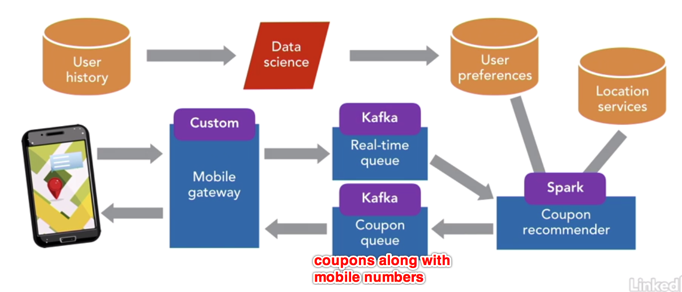 User
history
Data
science
User
preferences
Location
services
Custom
Mobile
gateway
Kafka
Real-time
queue
Kafka
Coupon
queue
Spark
Coupon
recommender
coupons along with
mobile numbers
Linked